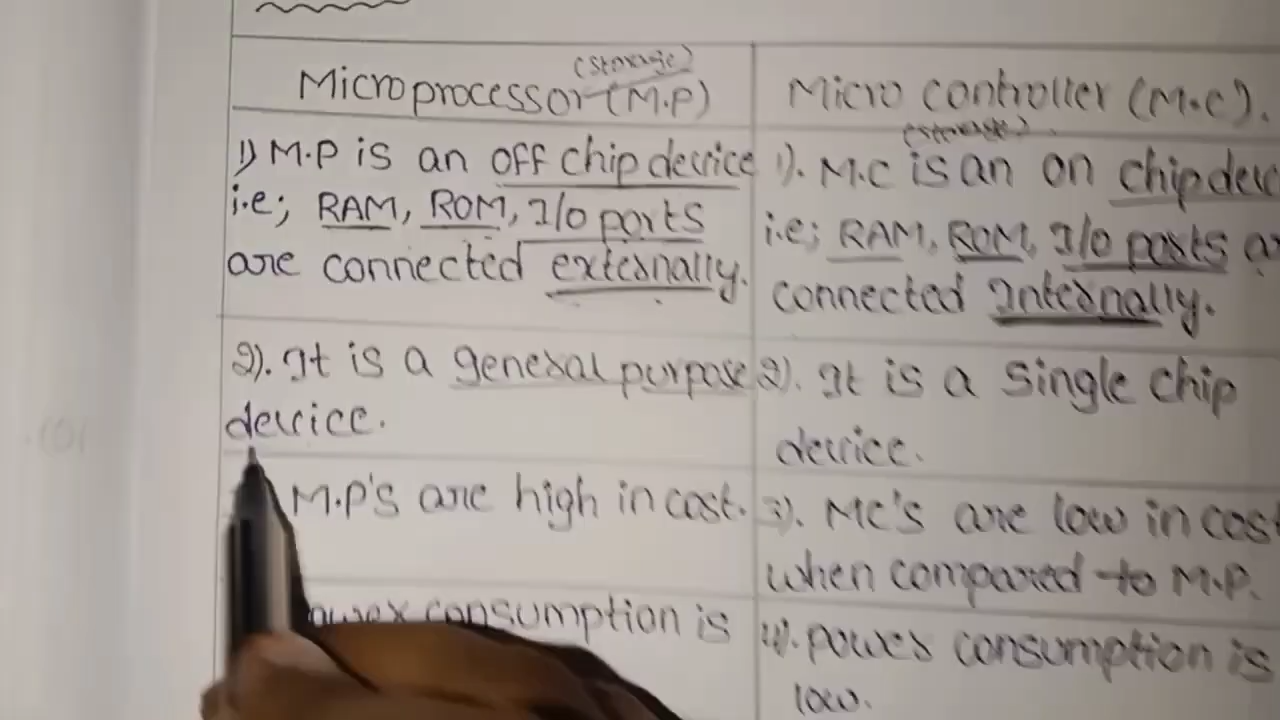 (storage)
Microprocessor (M.P)
1) M.P is an off chip device
i.e; RAM, ROM, I/O ports
are connected externally.
2). It is a general purpose
device.
M.P's are high in cost.
power consumption is
Micro controller (M.C).
(storage).
1). M.C is an on chip
i.e; RAM, ROM, I/O ports
connected Internally.
2). It is a single chip
device.
3). MC's are low in cost
when compared to M.P.
4). power consumption is
low.